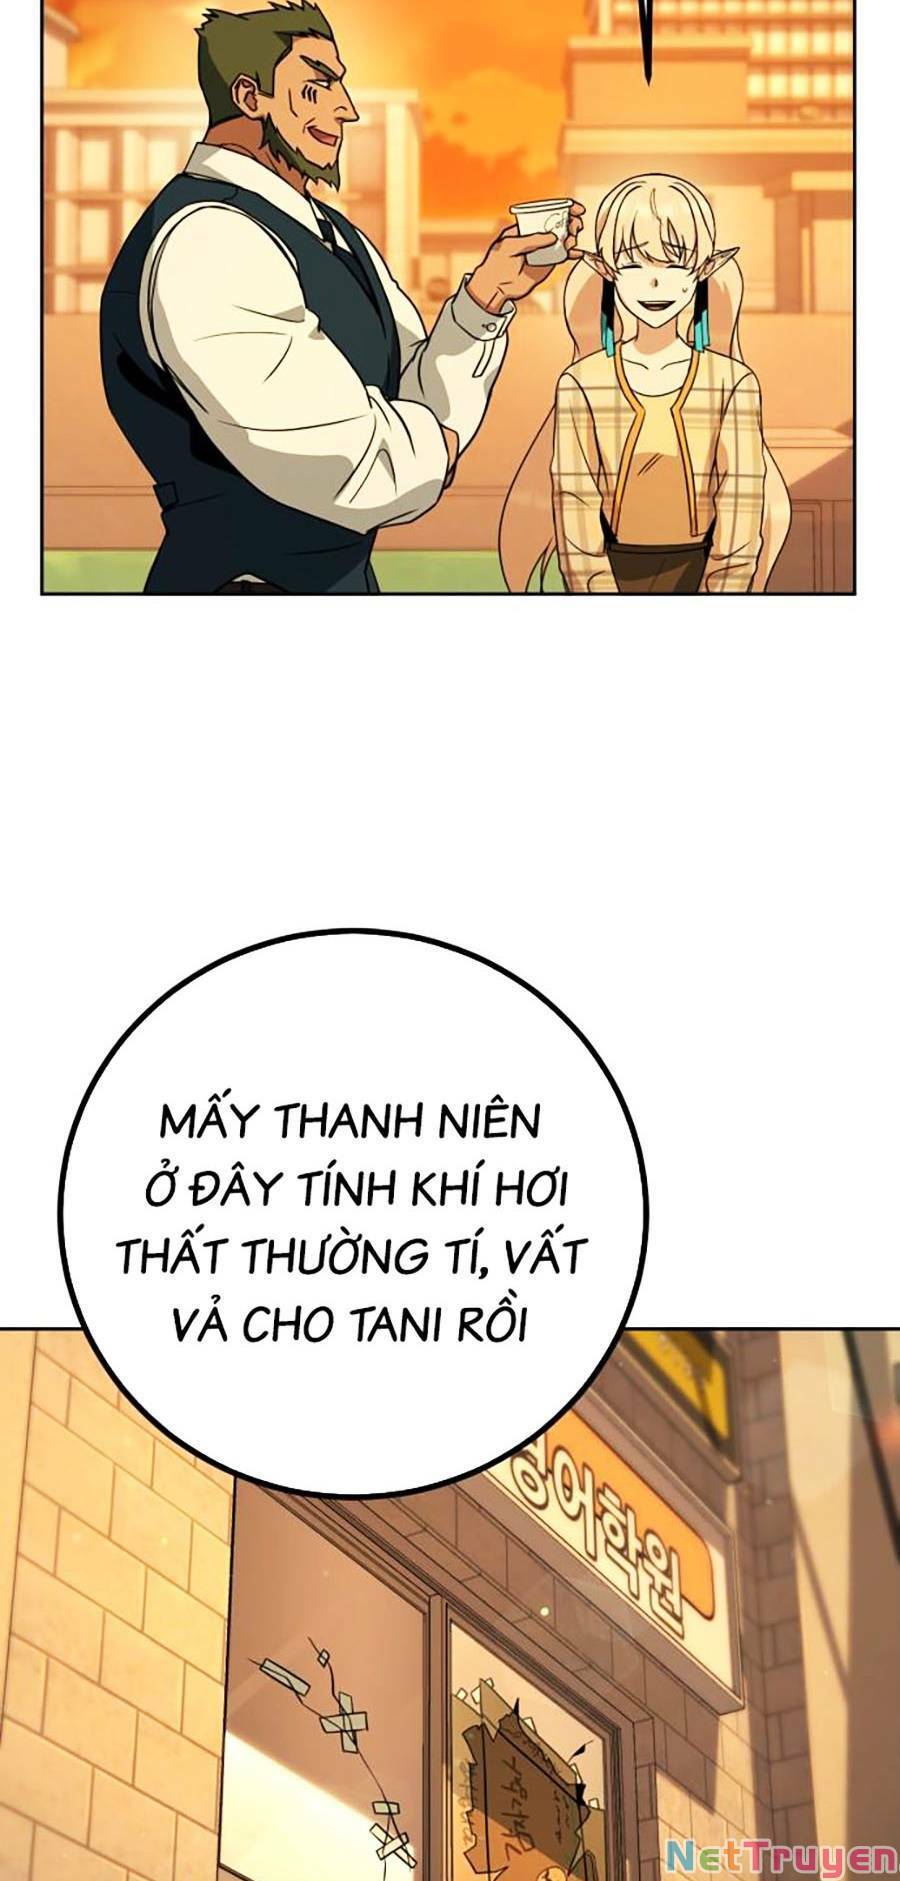 MẤY THANH NIÊN
Ở ĐÂY TÍNH KHÍ HƠI
THẤT THƯỜNG TÍ, VẤT
VẢ CHO TANI RỒI
영어학원
NetTruyen